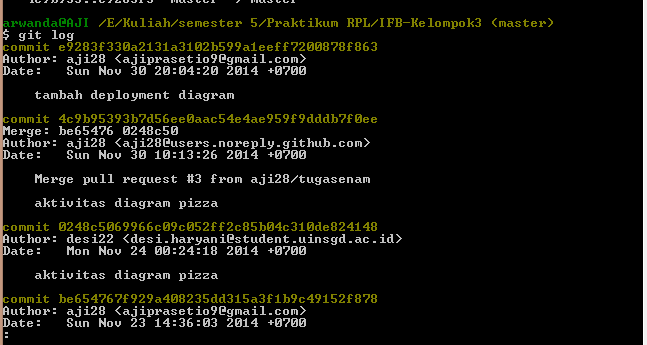 arwanda@AJI /E/Kuliah/semester 5/Praktikum RPL/IFB-Kelompok3 (master)
$ git log
commit e9283f330a2131a3102b599a1eeff7200878f863
Author: aji28 <ajiprasetio9@gmail.com>
Date:   Sun Nov 30 20:04:20 2014 +0700
tambah deployment diagram
commit 4c9b95393b7d56ee0aac54e4ae959f9dddb7f0ee
Merge: be65476 0248c50
Author: aji28 <aji28@users.noreply.github.com>
Date:   Sun Nov 30 10:13:26 2014 +0700
Merge pull request #3 from aji28/tugasenam
aktivitas diagram pizza
commit 0248c5069966c09c052ff2c85b04c310de824148
Author: desi22 <desi.haryani@student.uinsgd.ac.id>
Date:   Mon Nov 24 00:24:18 2014 +0700
aktivitas diagram pizza
commit be654767f929a408235dd315a3f1b9c49152f878
Author: aji28 <ajiprasetio9@gmail.com>
Date:   Sun Nov 23 14:36:03 2014 +0700
: